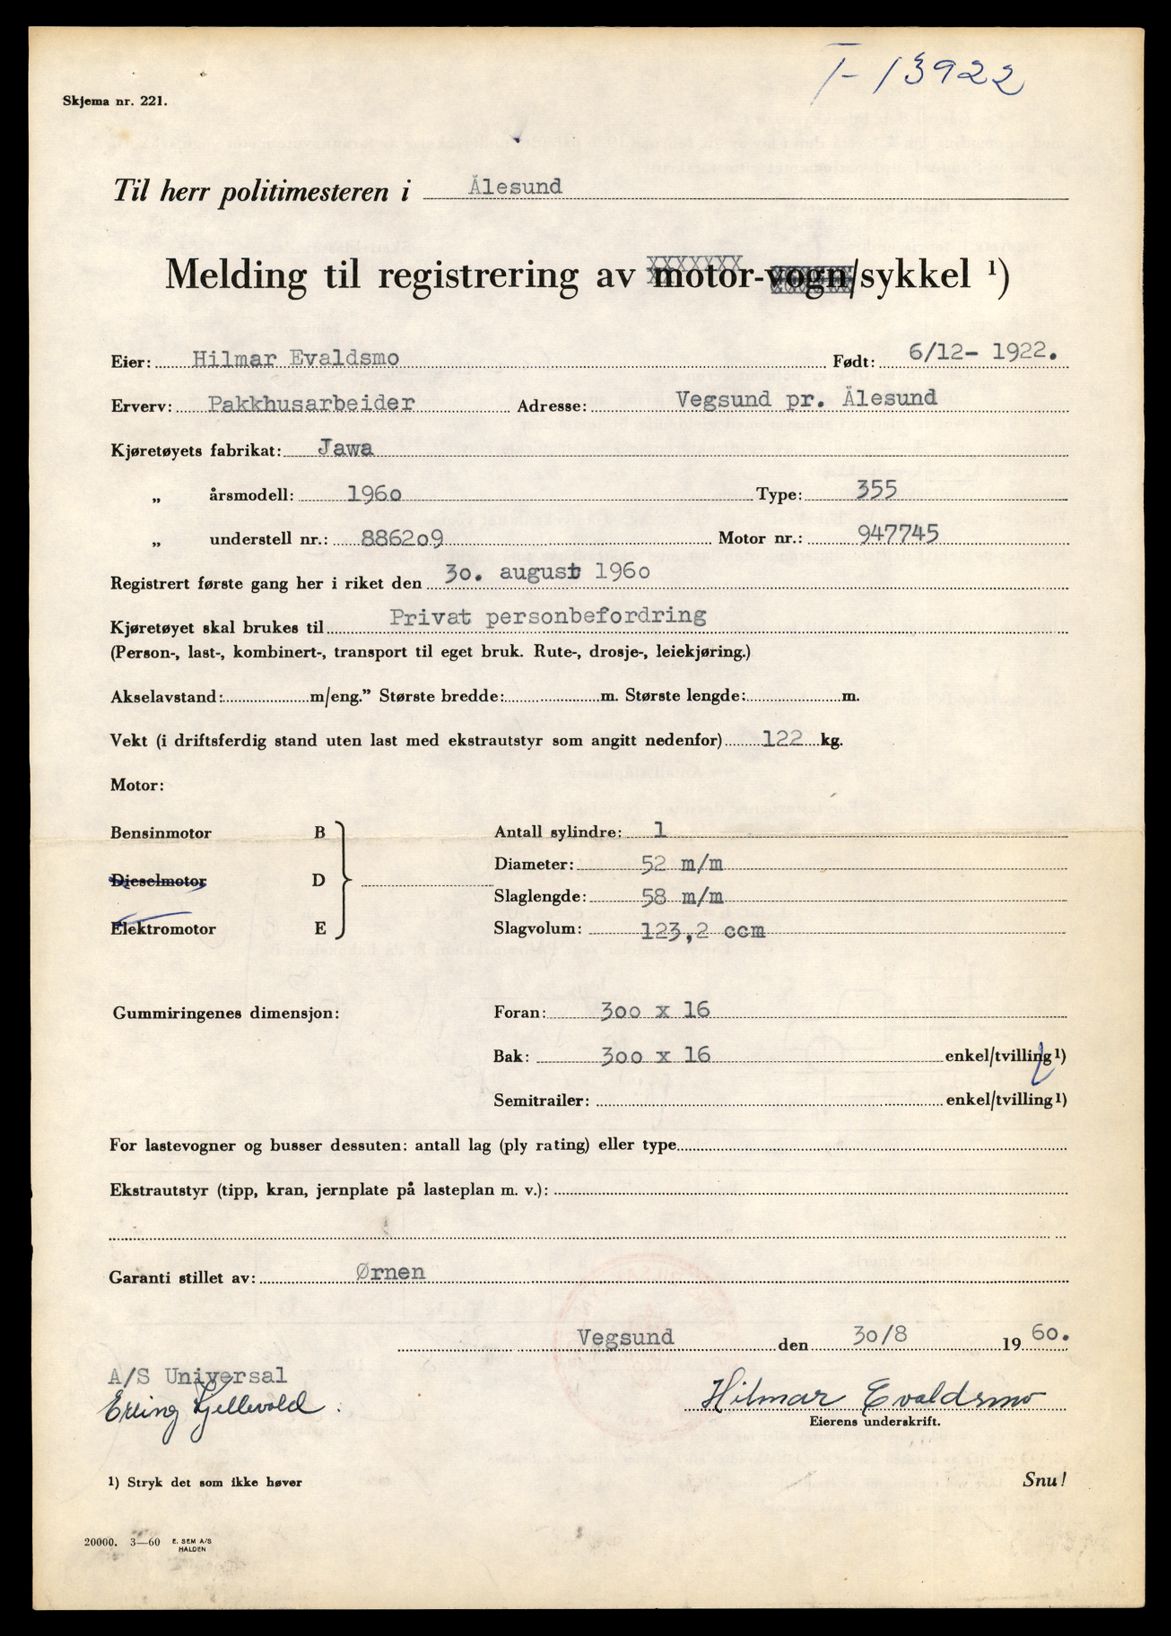 T-13922
Skjema nr. 221.
Til herr politimesteren i Ålesund
Melding til registrering av motor-vogn/sykkel ¹)
Eier: Hilmar Evaldsmo Født: 6/12- 1922.
Erverv: Pakkhusarbeider Adresse: Vegsund pr. Ålesund
Kjøretøyets fabrikat: Jawa
„ årsmodell: 1960 Type: 355
„ understell nr.: 886209 Motor nr.: 947745
Registrert første gang her i riket den 30. august 1960
Kjøretøyet skal brukes til Privat personbefordring
(Person-, last-, kombinert-, transport til eget bruk. Rute-, drosje-, leiekjøring.)
Akselavstand: m/eng.” Største bredde: m. Største lengde: m.
Vekt (i driftsferdig stand uten last med ekstrautstyr som angitt nedenfor) 122 kg.
Motor:
Bensinmotor B Antall sylindre: 1
Diameter: 52 m/m
Dieselmotor D
Slaglengde: 58 m/m
Elektromotor E Slagvolum: 123,2 ccm
Gummiringenes dimensjon: Foran: 300 x 16
Bak: 300 x 16 enkel/tvilling ¹)
Semitrailer: enkel/tvilling ¹)
For lastevogner og busser dessuten: antall lag (ply rating) eller type
Ekstrautstyr (tipp, kran, jernplate på lasteplan m. v.):
Garanti stillet av: Ørnen
Vegsund den 30/8 1960.
A/S Universal
Erling Gjellevold. Hilmar Evaldsmo
Eierens underskrift.
1) Stryk det som ikke høver Snu!
20000. 3—60 E. SEM A/S
HALDEN